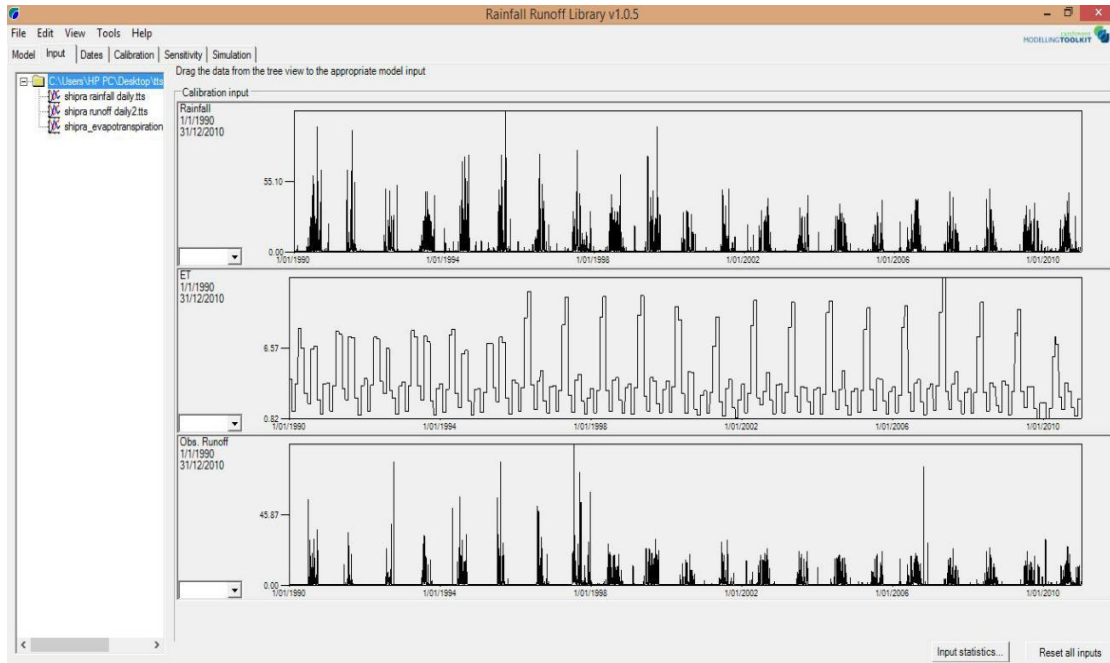 Rainfall Runoff Library v1.0.5
File Edit View Tools Help
MODELLINGTOOLKIT
Model Input Dates Calibration Sensitivity Simulation
Drag the data from the tree view to the appropriate model input
C:\Users\HP PC\Desktop\tts
shipra rainfall daily.tts
shipra runoff daily2.tts
shipra_evapotranspiration
Calibration input
Rainfall
1/1/1990
31/12/2010
55.10
0.00
1/01/1990 1/01/1994 1/01/1998 1/01/2002 1/01/2006 1/01/2010
ET
1/1/1990
31/12/2010
6.57
0.62
1/01/1990 1/01/1994 1/01/1998 1/01/2002 1/01/2006 1/01/2010
Obs. Runoff
1/1/1990
31/12/2010
45.87
0.00
1/01/1990 1/01/1994 1/01/1998 1/01/2002 1/01/2006 1/01/2010
Input statistics... Reset all inputs